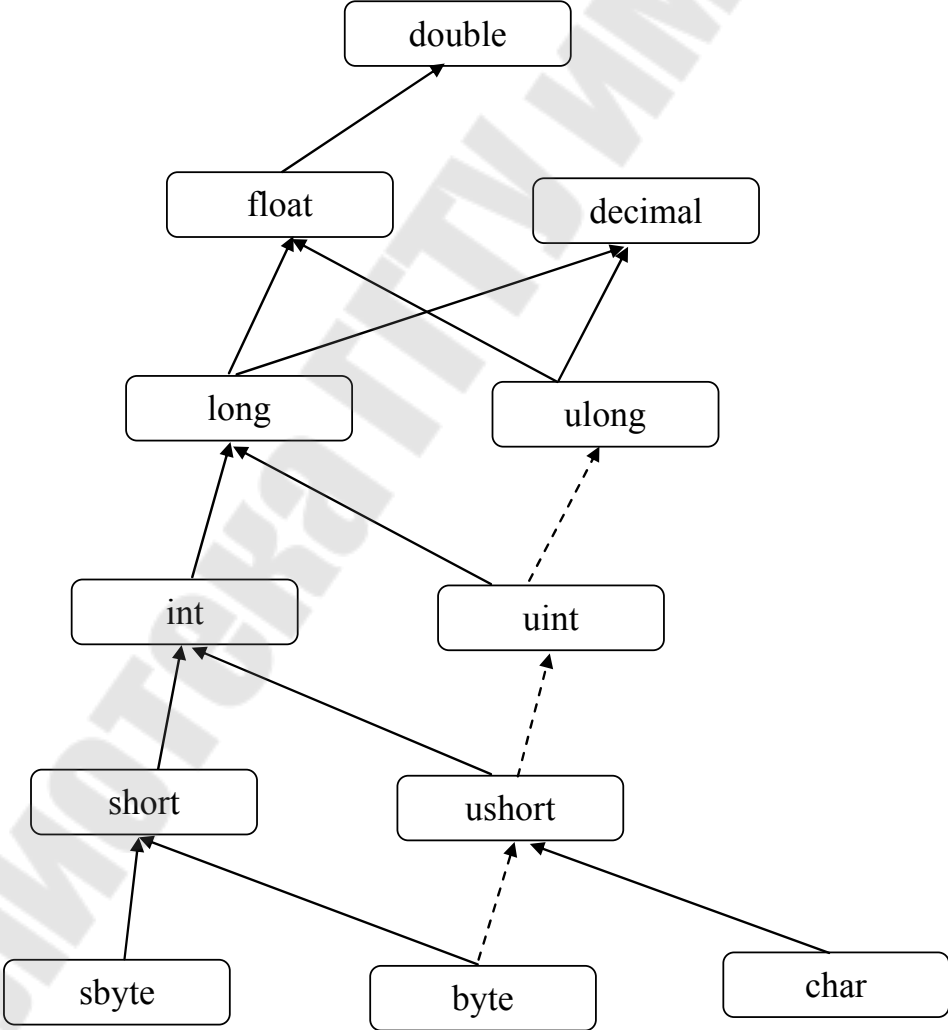 double
float
decimal
long
ulong
int
uint
short
ushort
sbyte
byte
char